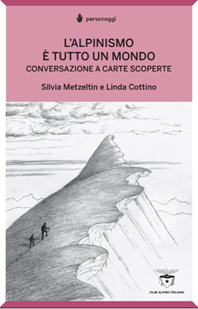 personaggi
L'ALPINISMO
È TUTTO UN MONDO
CONVERSAZIONE A CARTE SCOPERTE
Silvia Metzeltin e Linda Cottino
CLUB ALPINO ITALIANO